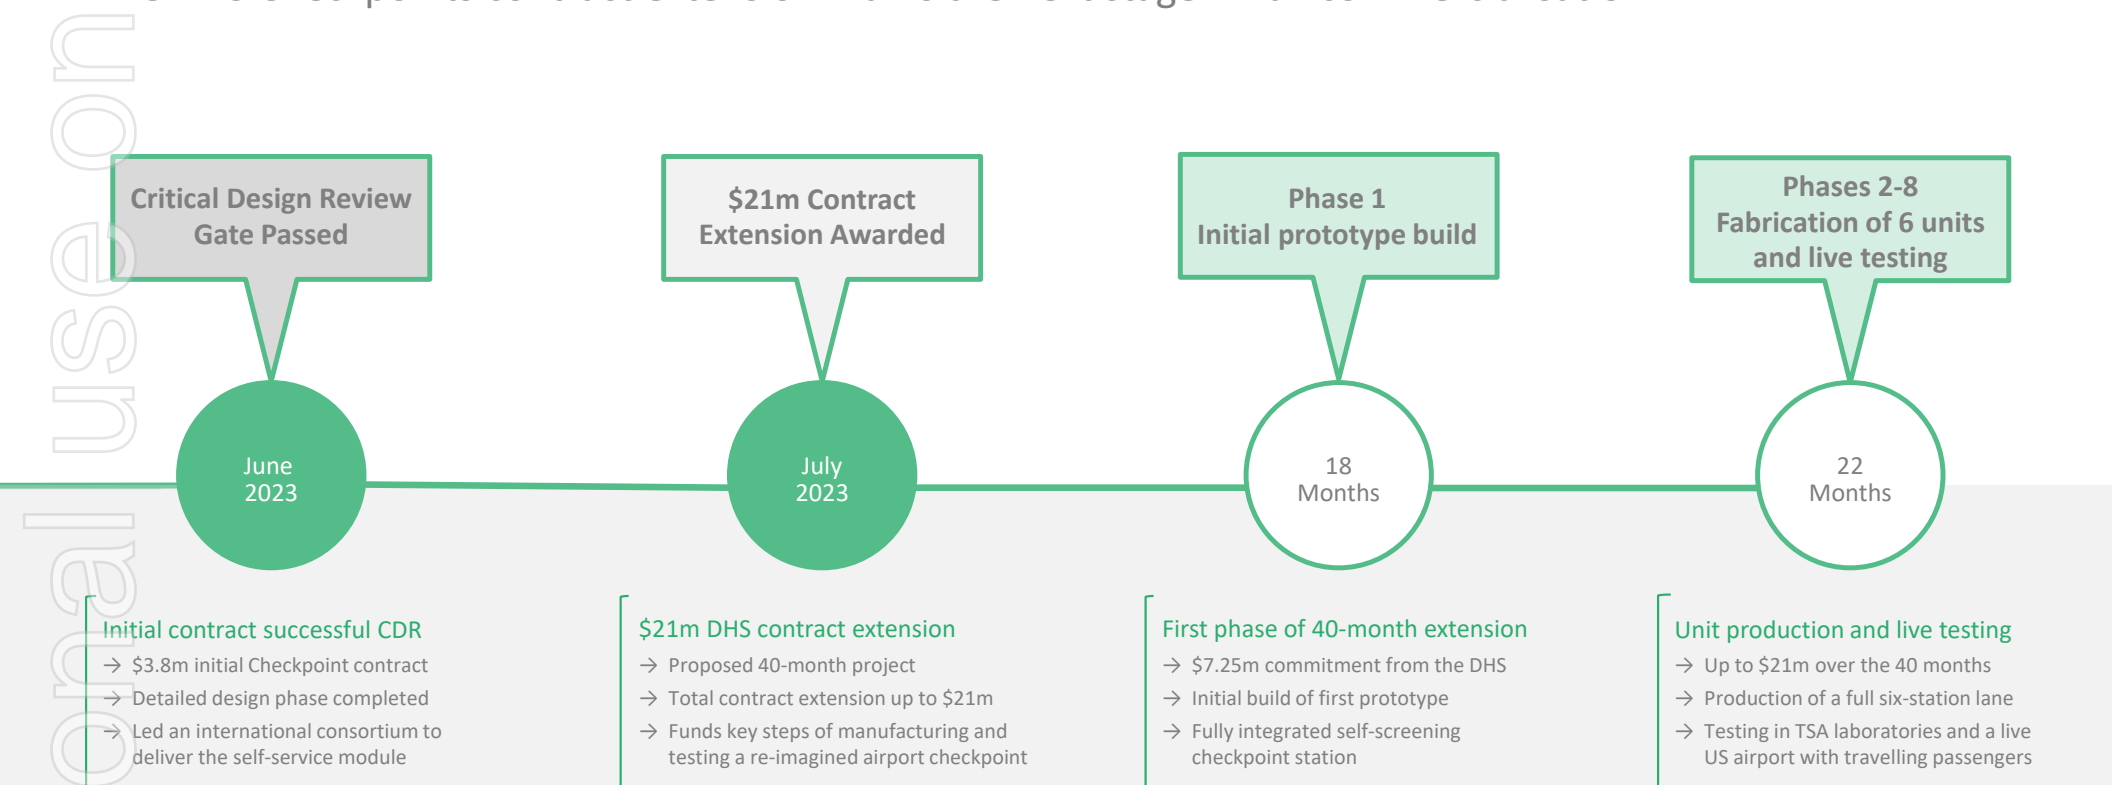 Critical Design Review
Gate Passed
$21m Contract
Extension Awarded
Phase 1
Initial prototype build
Phases 2-8
Fabrication of 6 units
and live testing
June
2023
July
2023
18
Months
22
Months
Initial contract successful CDR
→ $3.8m initial Checkpoint contract
→ Detailed design phase completed
→ Led an international consortium to
deliver the self-service module
$21m DHS contract extension
→ Proposed 40-month project
→ Total contract extension up to $21m
→ Funds key steps of manufacturing and
testing a re-imagined airport checkpoint
First phase of 40-month extension
→ $7.25m commitment from the DHS
→ Initial build of first prototype
→ Fully integrated self-screening
checkpoint station
Unit production and live testing
→ Up to $21m over the 40 months
→ Production of a full six-station lane
→ Testing in TSA laboratories and a live
US airport with travelling passengers
onal use on